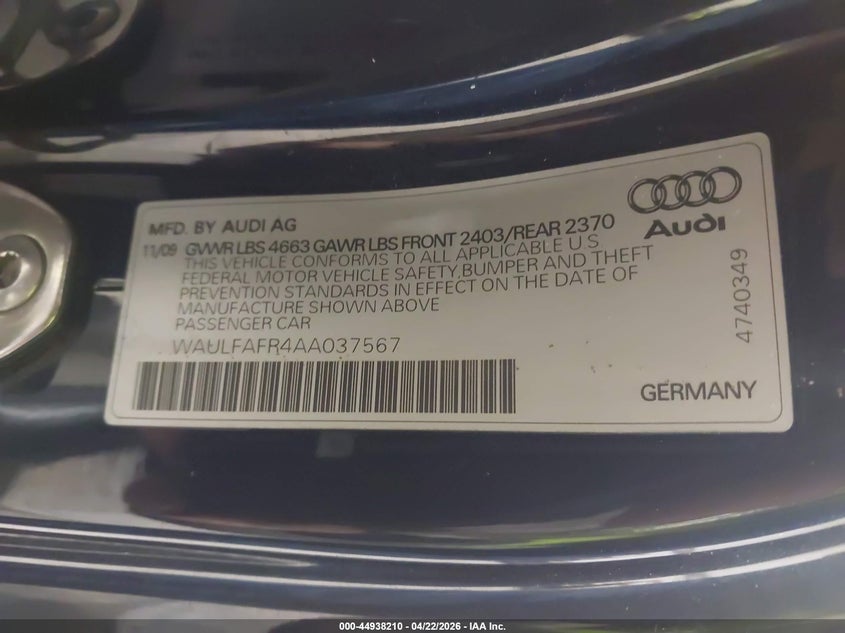 MFD. BY AUDI AG
11/09 GVWR LBS 4663 GAWR LBS FRONT 2403/REAR 2370
THIS VEHICLE CONFORMS TO ALL APPLICABLE U.S.
FEDERAL MOTOR VEHICLE SAFETY,BUMPER AND THEFT
PREVENTION STANDARDS IN EFFECT ON THE DATE OF
MANUFACTURE SHOWN ABOVE
PASSENGER CAR
WAULFAFR4AA037567
Audi
4740349
GERMANY
000-44938210 - 04/22/2026 - IAA Inc.